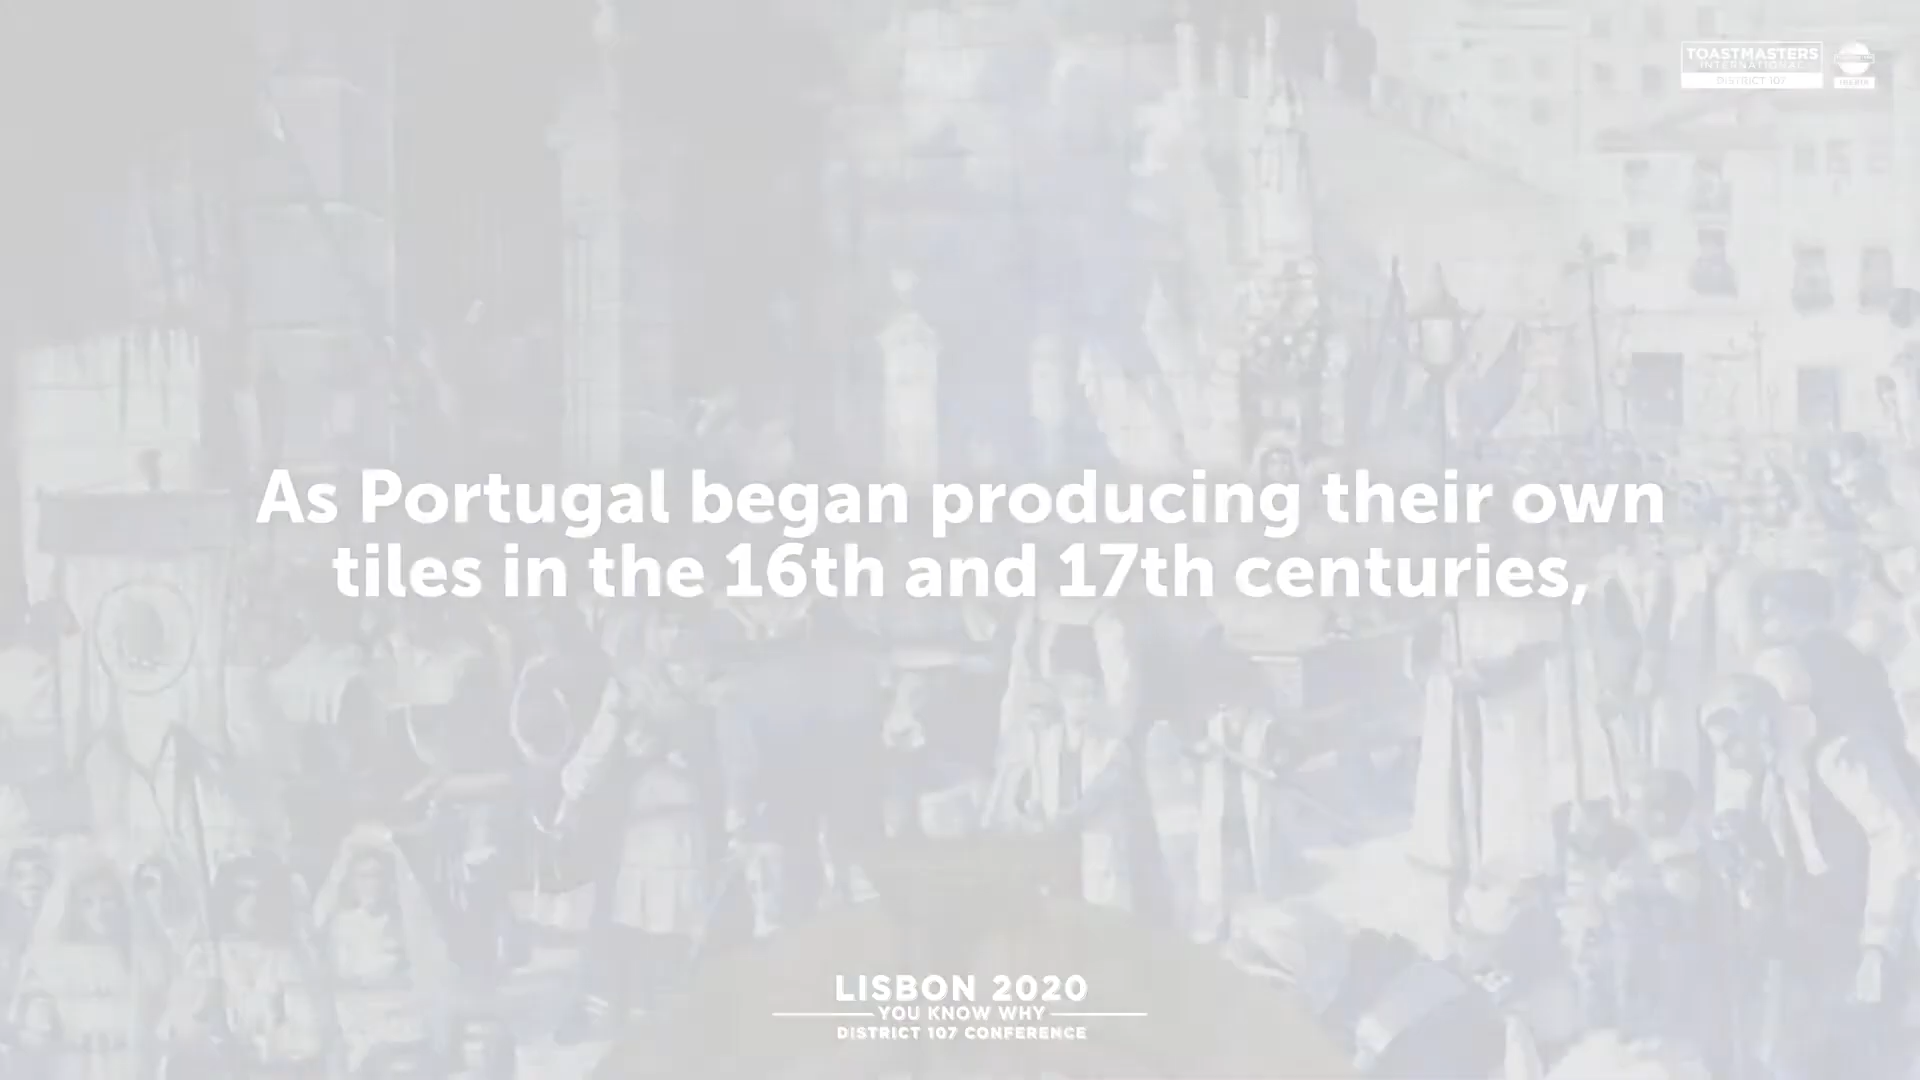 TOASTMASTERS
INTERNATIONAL
DISTRICT 107
As Portugal began producing their own
tiles in the 16th and 17th centuries,
LISBON 2020
YOU KNOW WHY
DISTRICT 107 CONFERENCE